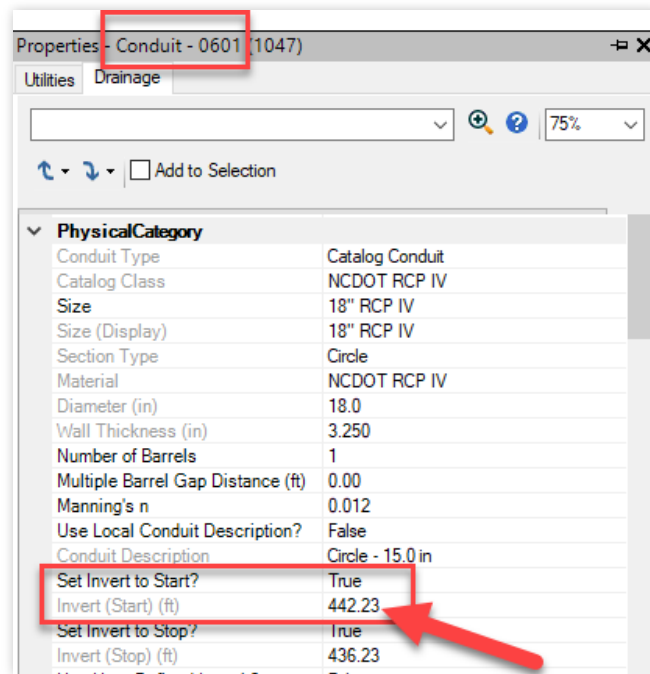 Properties - Conduit - 0601 (1047)
Utilities Drainage
75%
Add to Selection
PhysicalCategory
Conduit Type Catalog Conduit
Catalog Class NCDOT RCP IV
Size 18" RCP IV
Size (Display) 18" RCP IV
Section Type Circle
Material NCDOT RCP IV
Diameter (in) 18.0
Wall Thickness (in) 3.250
Number of Barrels 1
Multiple Barrel Gap Distance (ft) 0.00
Manning's n 0.012
Use Local Conduit Description? False
Conduit Description Circle - 15.0 in
Set Invert to Start? True
Invert (Start) (ft) 442.23
Set Invert to Stop? True
Invert (Stop) (ft) 436.23